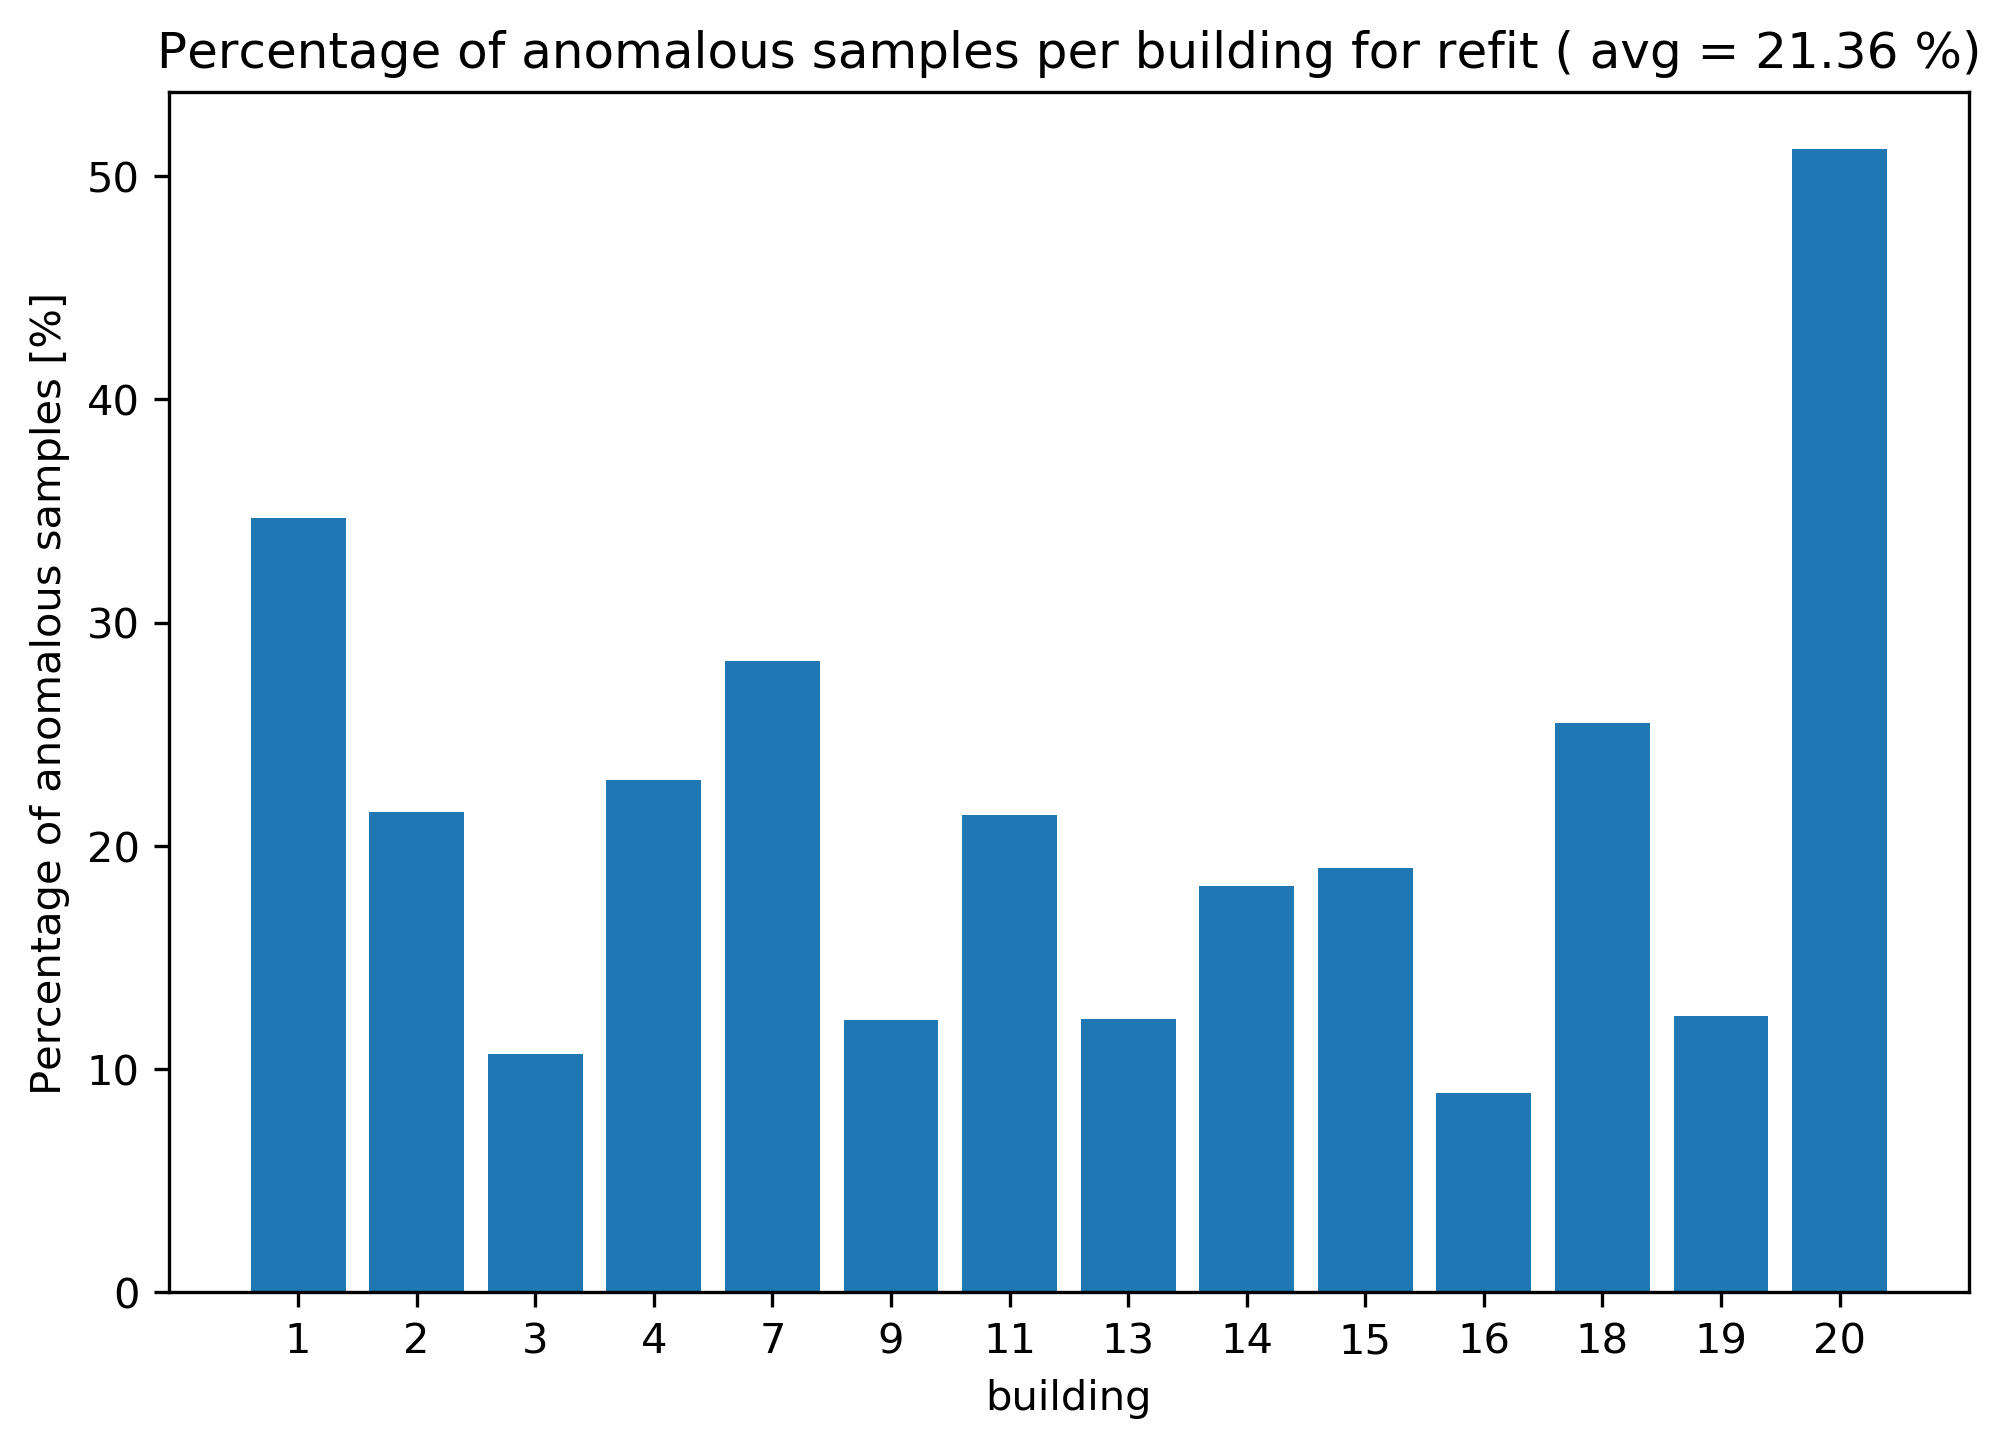 Percentage of anomalous samples per building for refit ( avg = 21.36 %)
Percentage of anomalous samples [%]
50
40
30
20
10
0
1 2 3 4 7 9 11 13 14 15 16 18 19 20
building